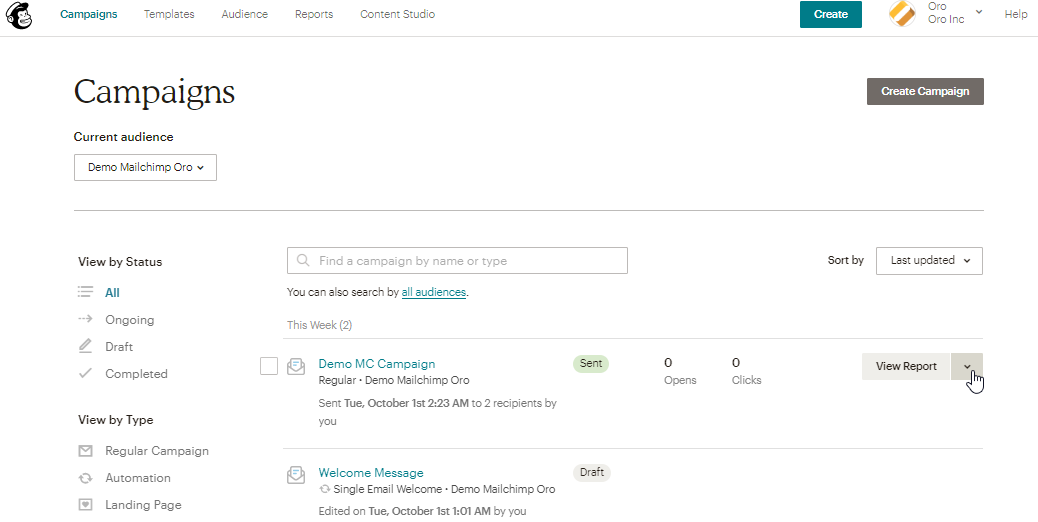 Campaigns Templates Audience Reports Content Studio Create Oro Oro Inc Help
Campaigns
Create Campaign
Current audience
Demo Mailchimp Oro
View by Status
Find a campaign by name or type
Sort by Last updated
All
You can also search by all audiences.
Ongoing
This Week (2)
Draft
Completed
Demo MC Campaign Sent 0 0 View Report
Regular • Demo Mailchimp Oro Opens Clicks
Sent Tue, October 1st 2:23 AM to 2 recipients by
you
View by Type
Regular Campaign
Automation
Landing Page
Welcome Message Draft
Single Email Welcome • Demo Mailchimp Oro
Edited on Tue, October 1st 1:01 AM by you